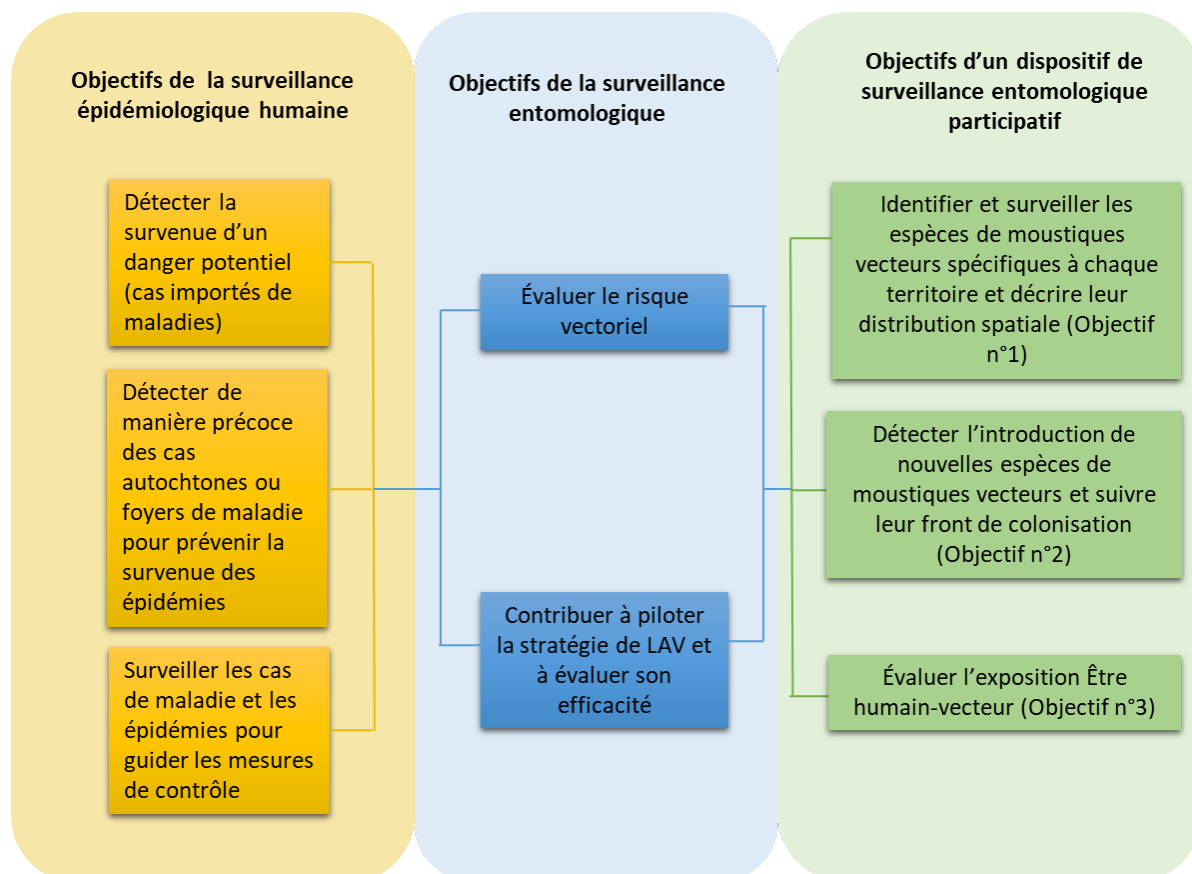 Objectifs de la surveillance
épidémiologique humaine
Détecter la
survenue d'un
danger potentiel
(cas importés de
maladies)
Détecter de
manière précoce
des cas
autochtones ou
foyers de maladie
pour prévenir la
survenue des
épidémies
Surveiller les cas
de maladie et les
épidémies pour
guider les mesures
de contrôle
Objectifs de la surveillance
entomologique
Évaluer le risque
vectoriel
Contribuer à piloter
la stratégie de LAV et
à évaluer son
efficacité
Objectifs d'un dispositif de
surveillance entomologique
participatif
Identifier et surveiller les
espèces de moustiques
vecteurs spécifiques à chaque
territoire et décrire leur
distribution spatiale (Objectif
n°1)
Détecter l'introduction de
nouvelles espèces de
moustiques vecteurs et suivre
leur front de colonisation
(Objectif n°2)
Évaluer l'exposition Être
humain-vecteur (Objectif n°3)